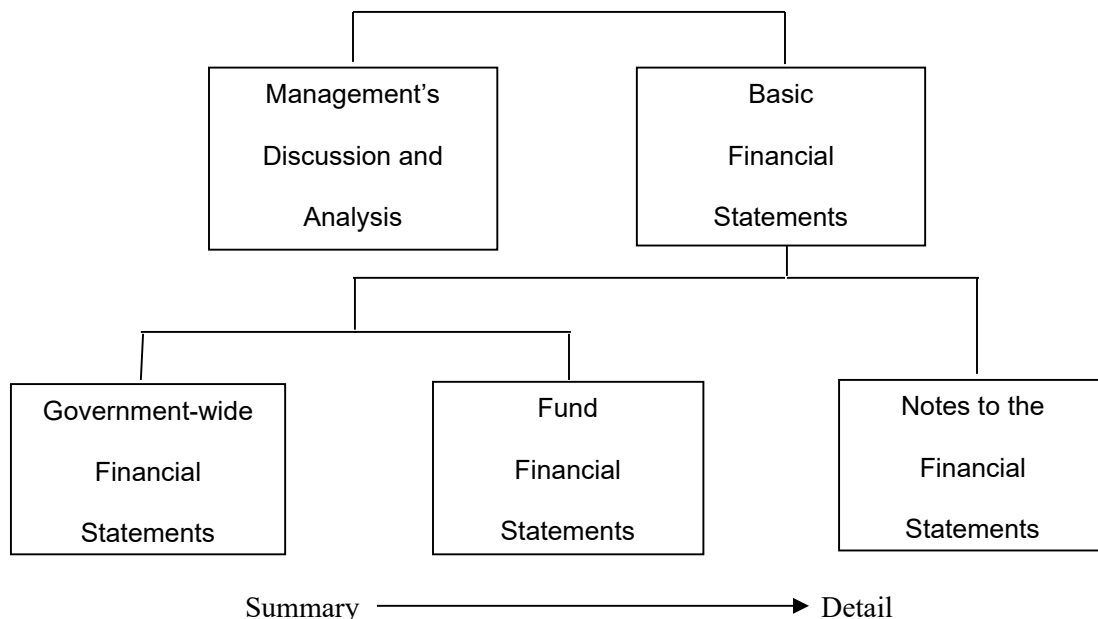 Management’s
Discussion and
Analysis
Basic
Financial
Statements
Government-wide
Financial
Statements
Fund
Financial
Statements
Notes to the
Financial
Statements
Summary
Detail